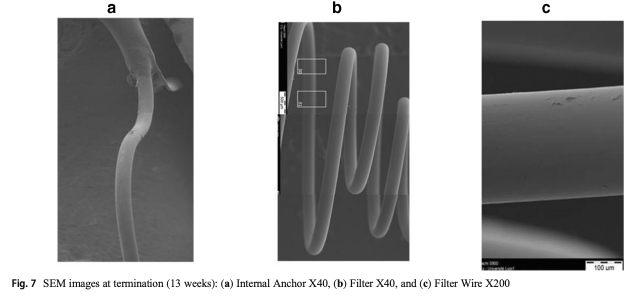 a
b
c
100 um
Fig. 7 SEM images at termination (13 weeks): (a) Internal Anchor X40, (b) Filter X40, and (c) Filter Wire X200